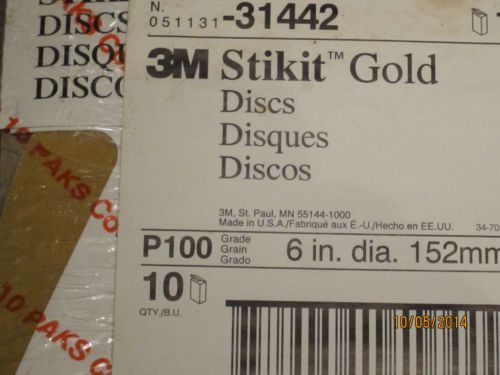 N.
051131-31442
3M Stikit™ Gold
Discs
Disques
Discos
3M, St. Paul, MN 55144-1000
Made in U.S.A./Fabriqué aux É.-U./Hecho en EE.UU.
P100 Grade
Grain
Grado
6 in. dia. 152mm
10
QTY./B.U.
10/05/2014
DISCS
DISQ
DISCO
10 PAKS Co
10 PAKS Co